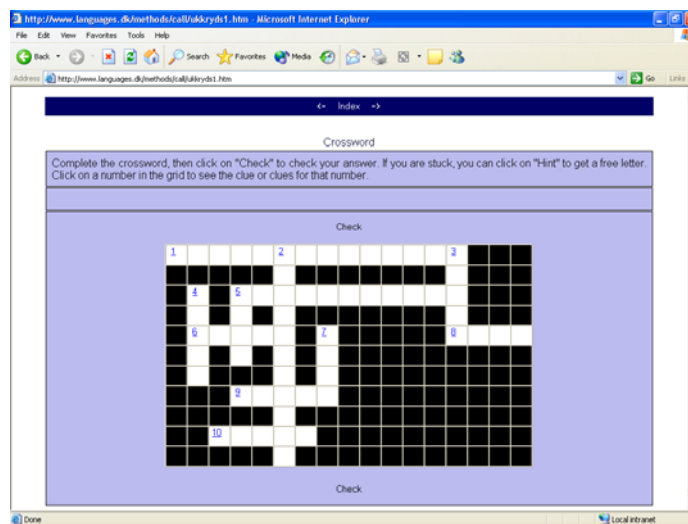 http://www.languages.dk/methods/call/ukkryds1.htm - Microsoft Internet Explorer
File Edit View Favorites Tools Help
Back Search Favorites Media
Address http://www.languages.dk/methods/call/ukkryds1.htm Go Links
<- Index ->
Crossword
Complete the crossword, then click on "Check" to check your answer. If you are stuck, you can click on "Hint" to get a free letter.
Click on a number in the grid to see the clue or clues for that number.
Check
1 2 3
4 5
6 7 8
9
10
Check
Done Local intranet